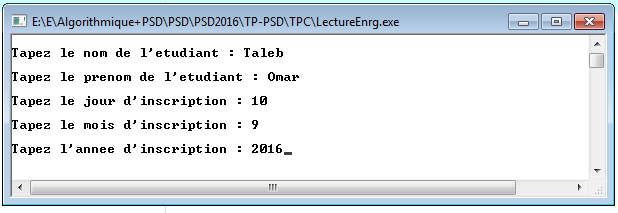 E:\E\Algorithmique+PSD\PSD\PSD2016\TP-PSD\TPC\LectureEnrg.exe
Tapez le nom de l'etudiant : Taleb
Tapez le prenom de l'etudiant : Omar
Tapez le jour d'inscription : 10
Tapez le mois d'inscription : 9
Tapez l'annee d'inscription : 2016_